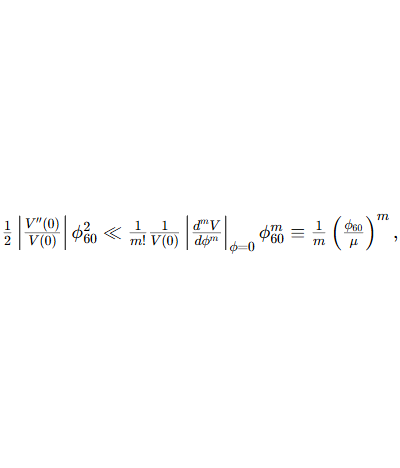 \frac{1}{2} \left| \frac{V''(0)}{V(0)} \right| \phi_{60}^2 \ll \frac{1}{m!} \frac{1}{V(0)} \left| \frac{d^m V}{d\phi^m} \right|_{\phi=0} \phi_{60}^m \equiv \frac{1}{m} \left( \frac{\phi_{60}}{\mu} \right)^m,